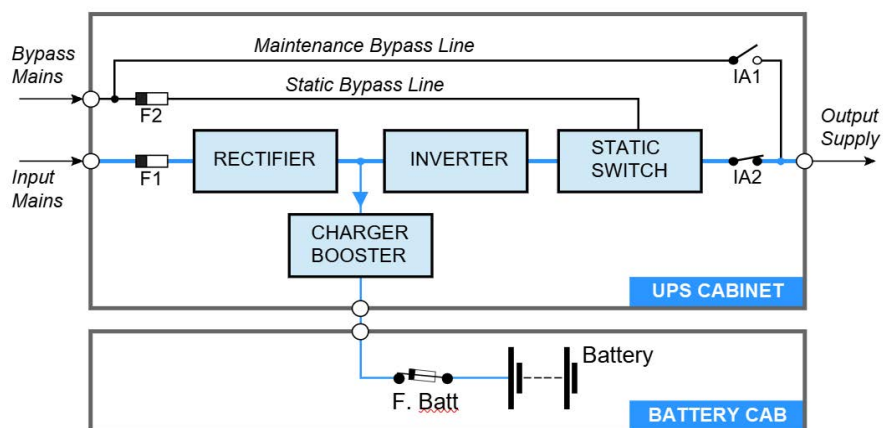 Bypass
Mains
Maintenance Bypass Line
IA1
Static Bypass Line
F2
Output
Supply
RECTIFIER
INVERTER
STATIC
SWITCH
Input
Mains
F1
IA2
CHARGER
BOOSTER
UPS CABINET
Battery
F. Batt
BATTERY CAB